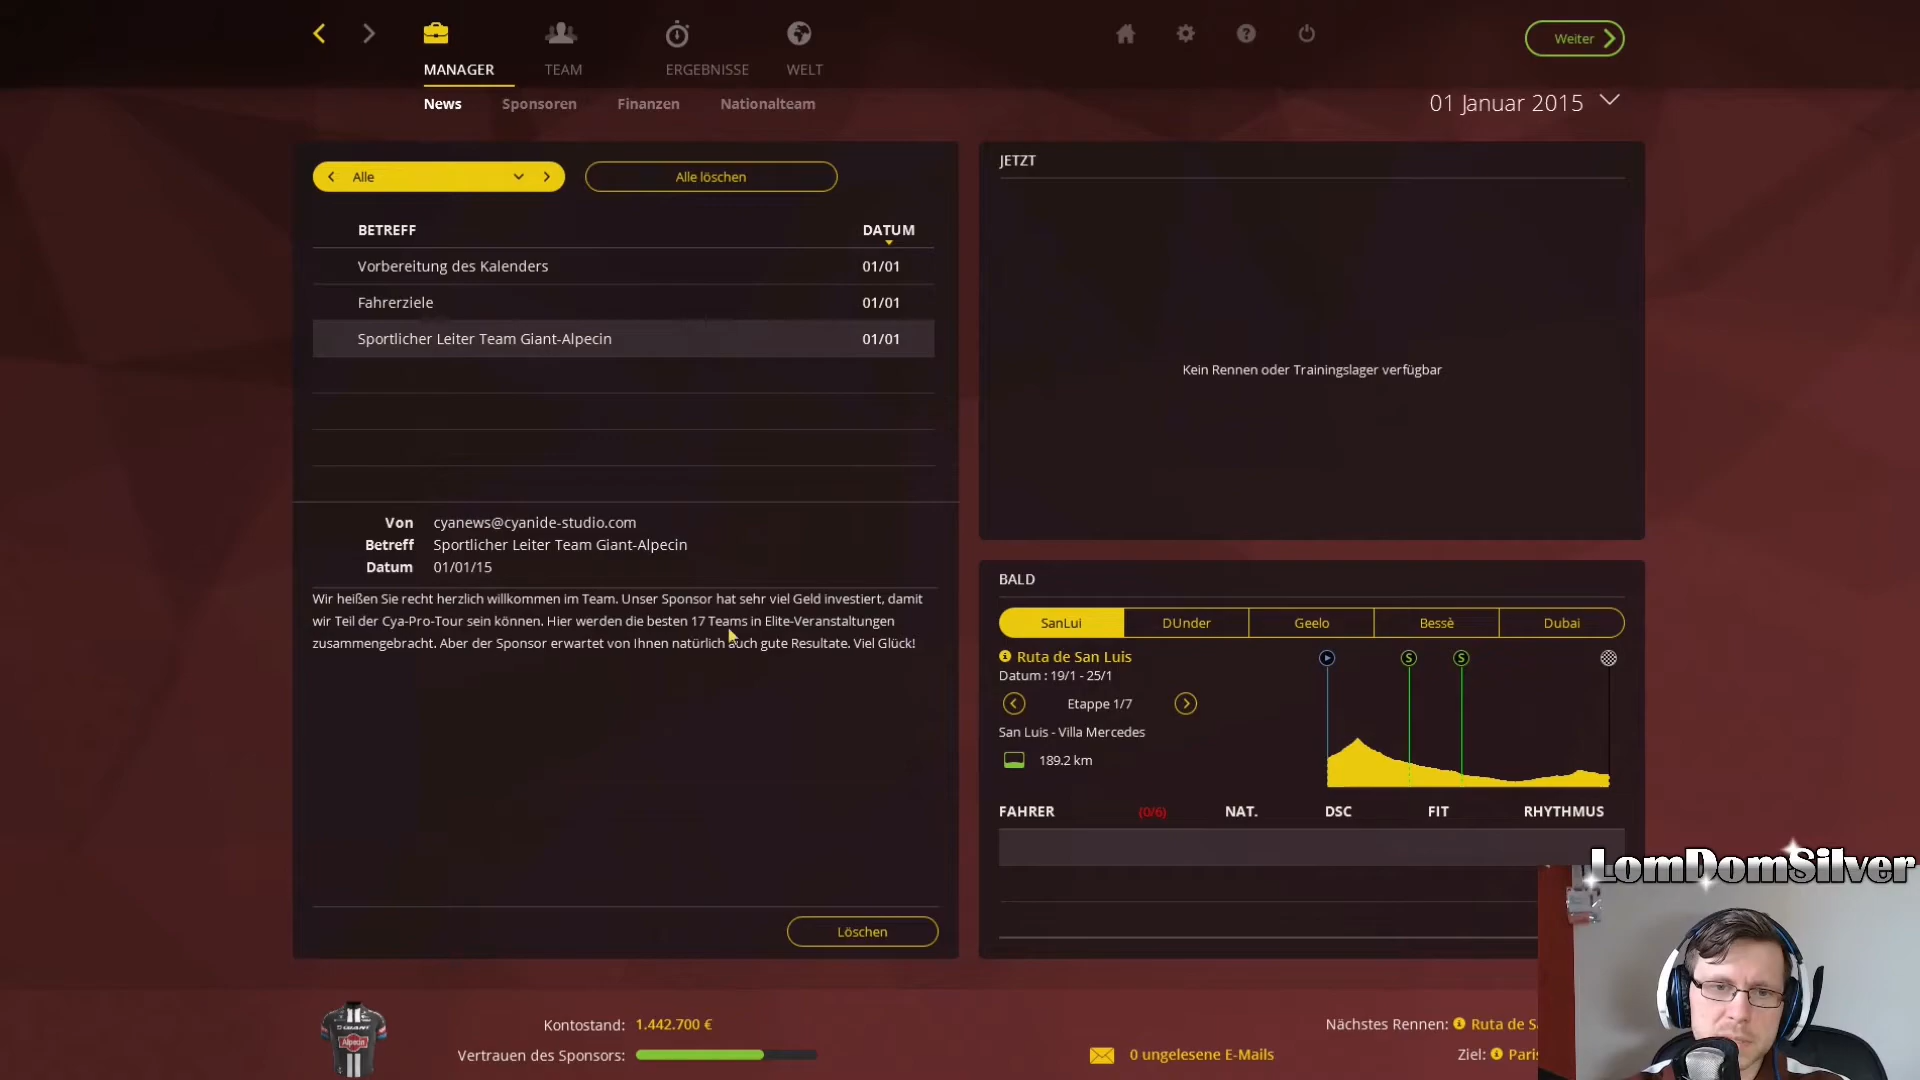 MANAGER
TEAM
ERGEBNISSE
WELT
Weiter
News
Sponsoren
Finanzen
Nationalteam
01 Januar 2015
Alle
Alle löschen
BETREFF
DATUM
Vorbereitung des Kalenders
01/01
Fahrerziele
01/01
Sportlicher Leiter Team Giant-Alpecin
01/01
Von cyanews@cyanide-studio.com
Betreff Sportlicher Leiter Team Giant-Alpecin
Datum 01/01/15
Wir heißen Sie recht herzlich willkommen im Team. Unser Sponsor hat sehr viel Geld investiert, damit
wir Teil der Cya-Pro-Tour sein können. Hier werden die besten 17 Teams in Elite-Veranstaltungen
zusammengebracht. Aber der Sponsor erwartet von Ihnen natürlich auch gute Resultate. Viel Glück!
Löschen
JETZT
Kein Rennen oder Trainingslager verfügbar
BALD
SanLui
DUnder
Geelo
Bessè
Dubai
Ruta de San Luis
Datum : 19/1 - 25/1
Etappe 1/7
San Luis - Villa Mercedes
189.2 km
S
S
FAHRER (0/6) NAT. DSC FIT RHYTHMUS
LomDomSilver
GIANT
Alpecin
Kontostand: 1.442.700 €
Vertrauen des Sponsors:
0 ungelesene E-Mails
Nächstes Rennen: Ruta de S
Ziel: Paris